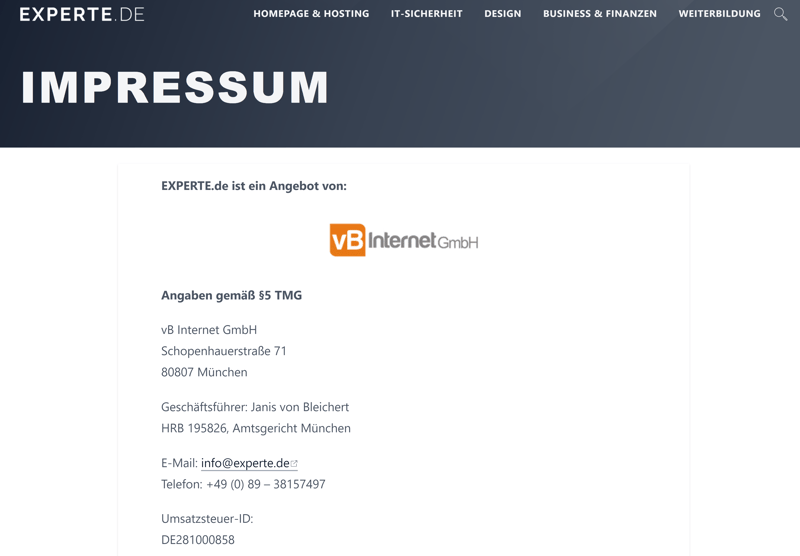 EXPERTE.DE
HOMEPAGE & HOSTING IT-SICHERHEIT DESIGN BUSINESS & FINANZEN WEITERBILDUNG
IMPRESSUM
EXPERTE.de ist ein Angebot von:
vB Internet GmbH
Angaben gemäß §5 TMG
vB Internet GmbH
Schopenhauerstraße 71
80807 München
Geschäftsführer: Janis von Bleichert
HRB 195826, Amtsgericht München
E-Mail: info@experte.de
Telefon: +49 (0) 89 – 38157497
Umsatzsteuer-ID:
DE281000858